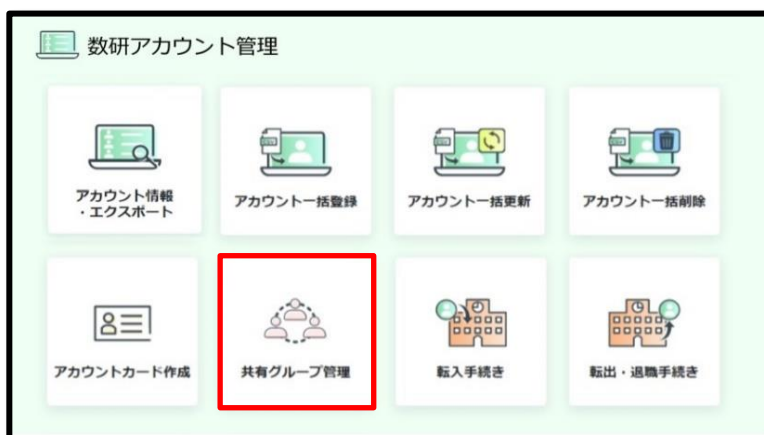 数研アカウント管理
アカウント情報
・エクスポート
アカウント一括登録
アカウント一括更新
アカウント一括削除
アカウントカード作成
共有グループ管理
転入手続き
転出・退職手続き